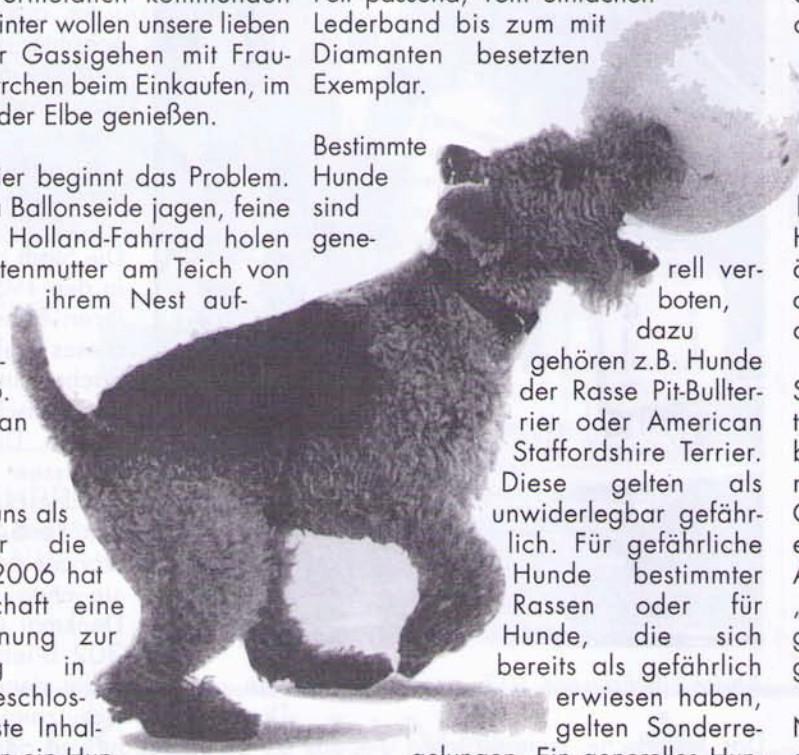 inter wollen unsere lieben
r Gassigehen mit Frau-
rchen beim Einkaufen, im
der Elbe genießen.
ier beginnt das Problem.
Ballonseide jagen, feine
Holland-Fahrrad holen
tenmutter am Teich von
ihrem Nest auf-
an
uns als
r die
2006 hat
chaft eine
nung zur
g in
eschlos-
ste Inhal-
Lederband bis zum mit
Diamanten besetzten
Exemplar.
Bestimmte
Hunde
sind
gene-
rell ver-
boten,
dazu
gehören z.B. Hunde
der Rasse Pit-Bullter-
rier oder American
Staffordshire Terrier.
Diese gelten als
unwiderlegbar gefähr-
lich. Für gefährliche
Hunde bestimmter
Rassen oder für
Hunde, die sich
bereits als gefährlich
erwiesen haben,
gelten Sonderre-